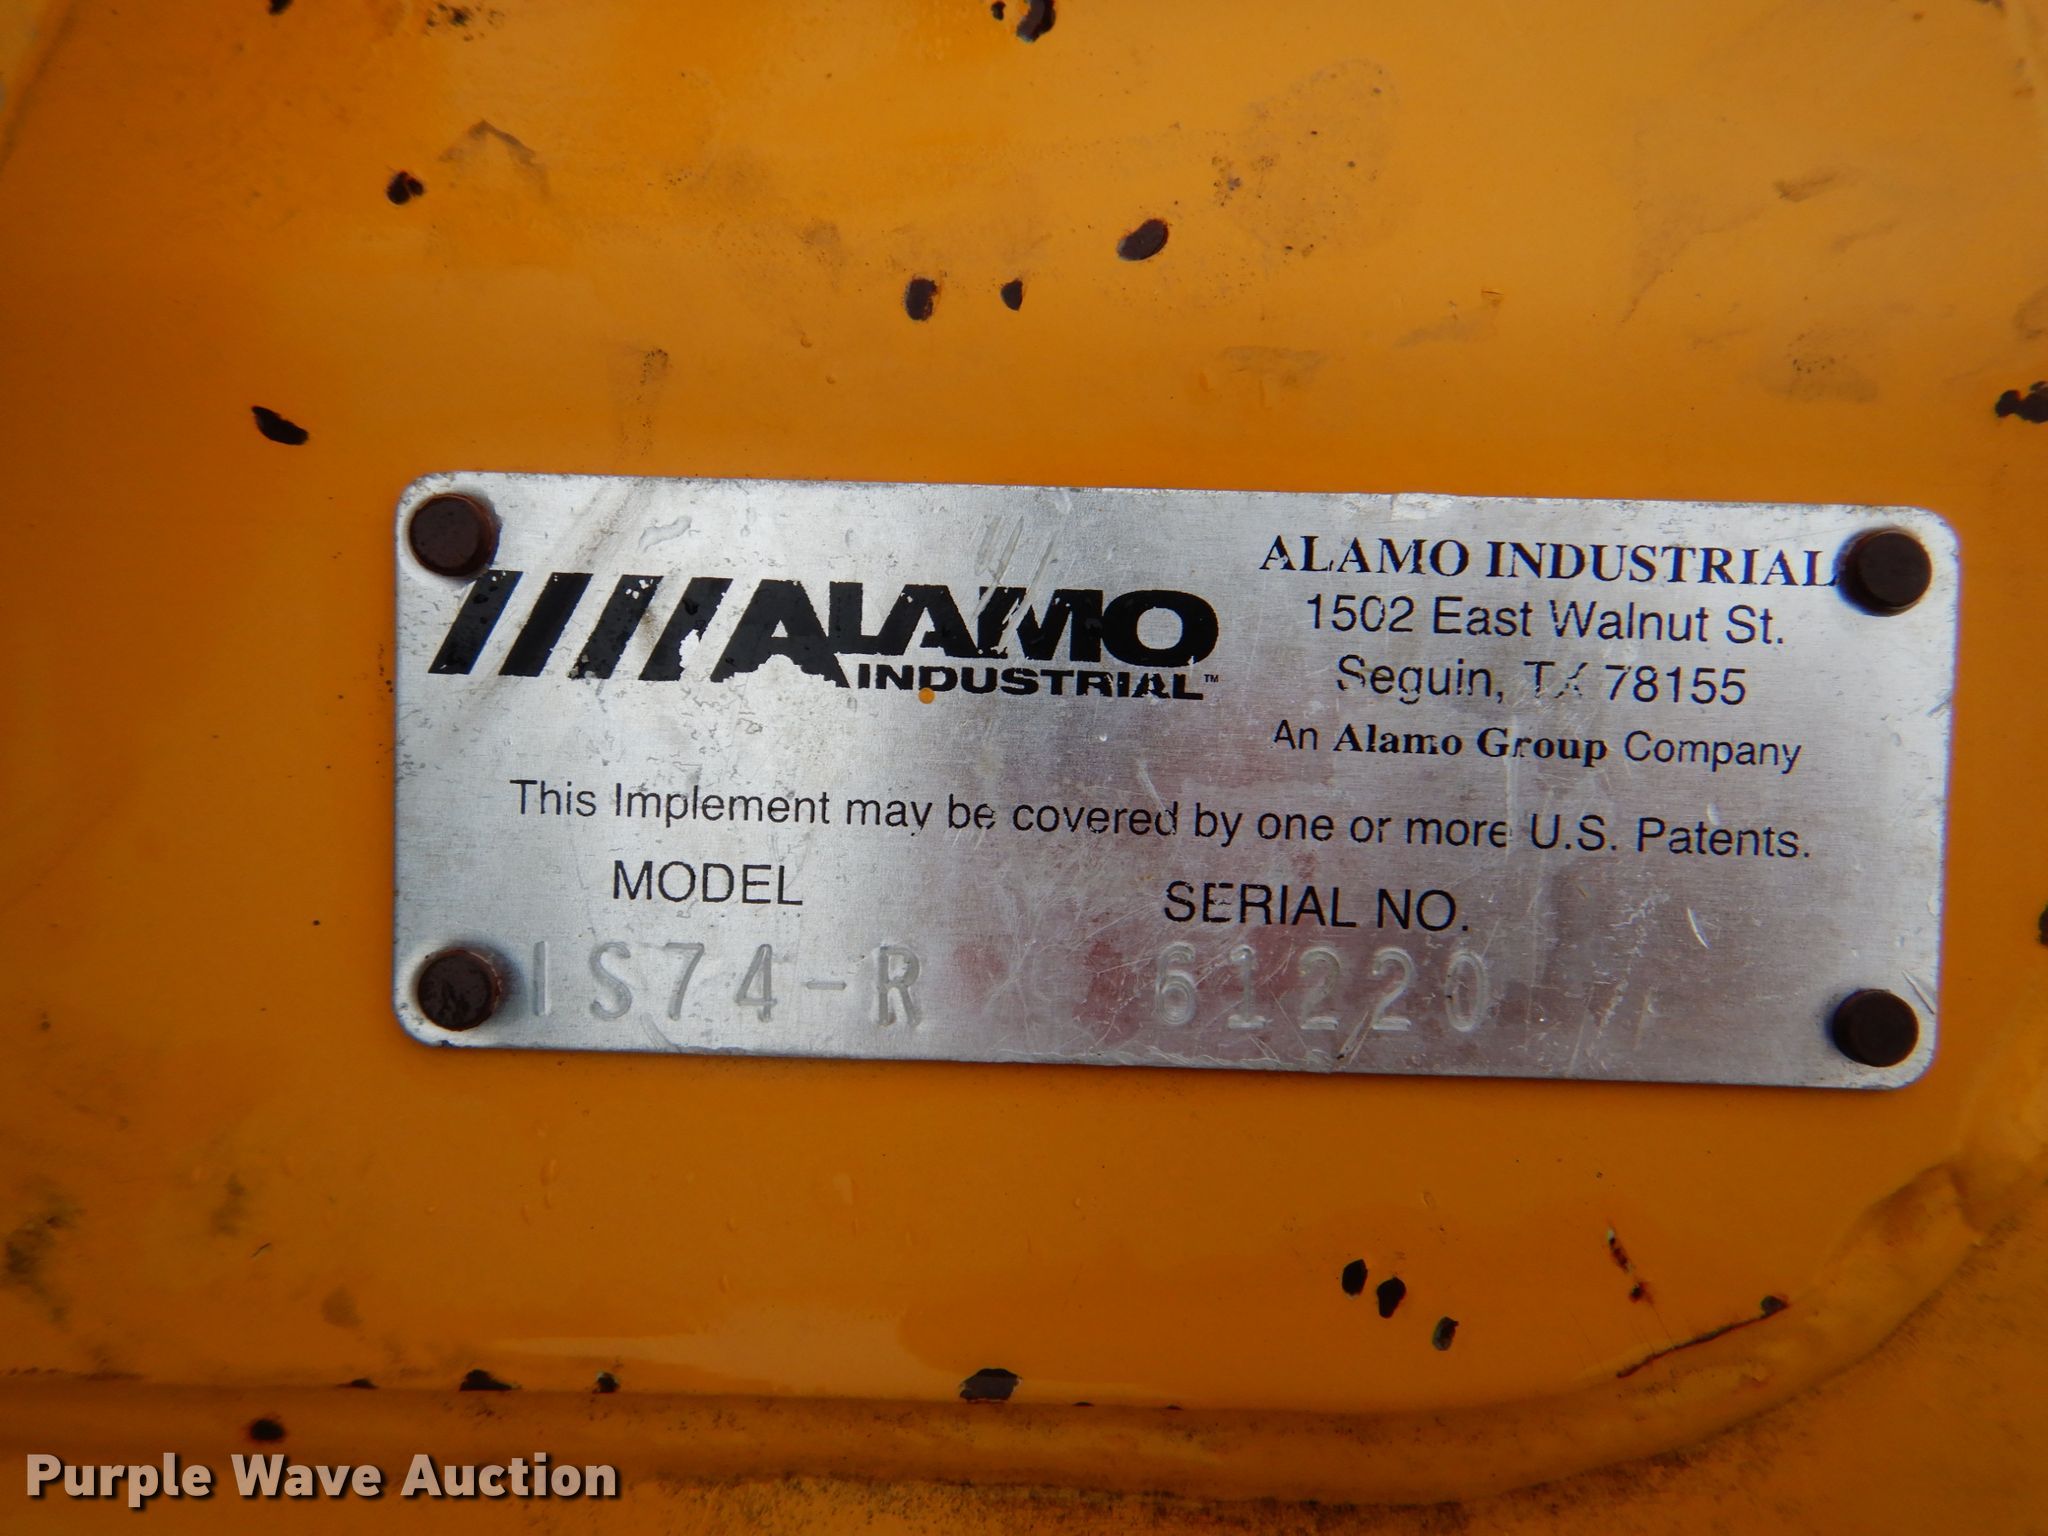 ALAMO
INDUSTRIAL™
ALAMO INDUSTRIAL
1502 East Walnut St.
Seguin, TX 78155
An Alamo Group Company
This Implement may be covered by one or more U.S. Patents.
MODEL SERIAL NO.
IS74-R 61220
Purple Wave Auction